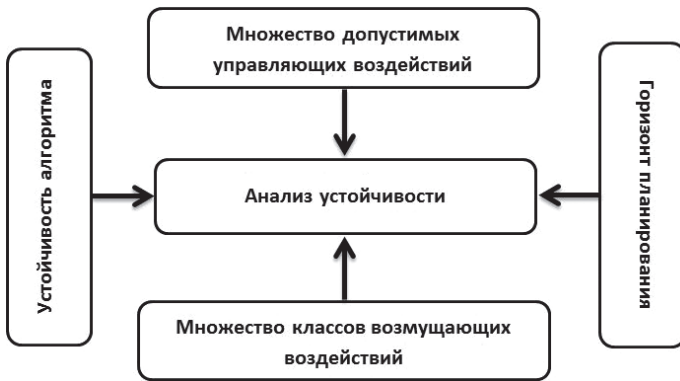 Множество допустимых
управляющих воздействий
Устойчивость алгоритма
Анализ устойчивости
Горизонт планирования
Множество классов возмущающих
воздействий